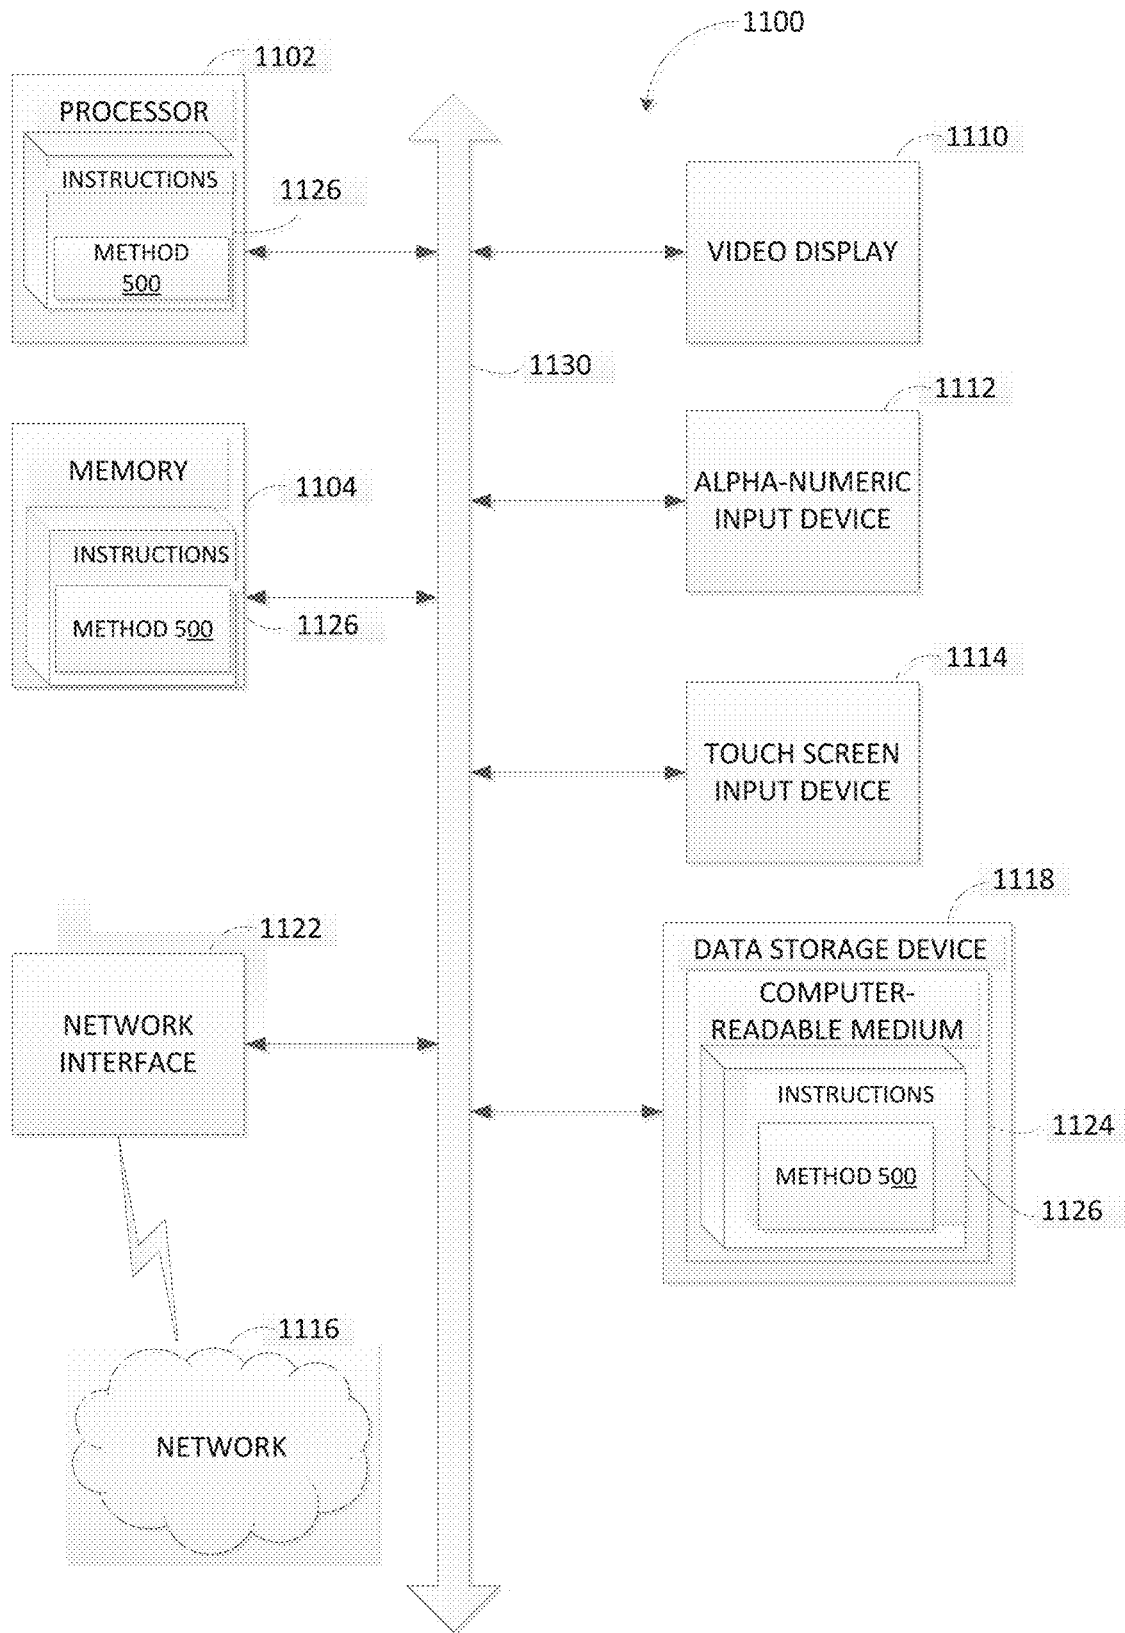 1100
1102
PROCESSOR
INSTRUCTIONS
METHOD
500
1126
1110
VIDEO DISPLAY
1130
1112
ALPHA-NUMERIC
INPUT DEVICE
MEMORY
1104
INSTRUCTIONS
METHOD 500
1126
1114
TOUCH SCREEN
INPUT DEVICE
1118
DATA STORAGE DEVICE
COMPUTER-
READABLE MEDIUM
INSTRUCTIONS
METHOD 500
1124
1126
1122
NETWORK
INTERFACE
1116
NETWORK